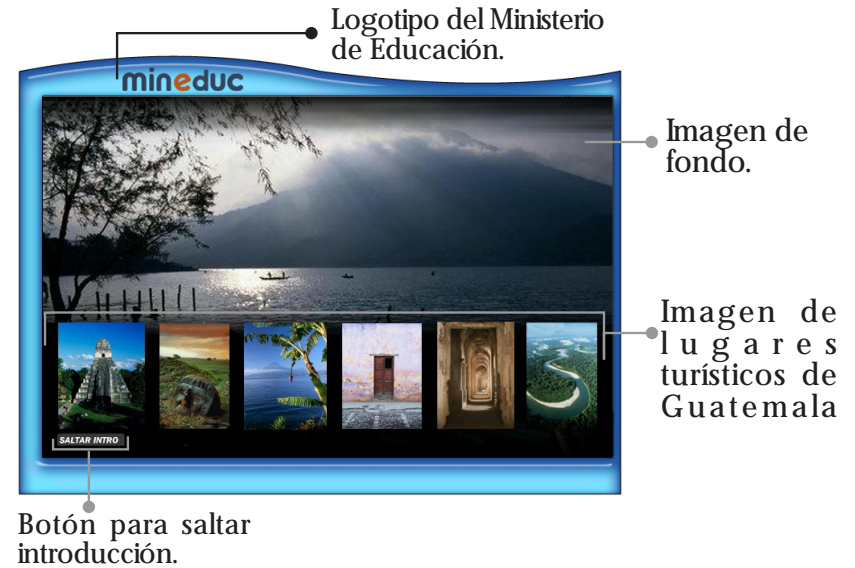 Logotipo del Ministerio
de Educación.
mineduc
Imagen de
fondo.
Imagen de
lugares
turísticos de
Guatemala
SALTAR INTRO
Botón para saltar
introducción.